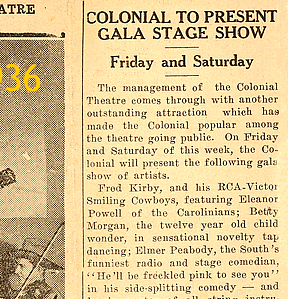 ATRE
936
COLONIAL TO PRESENT
GALA STAGE SHOW
Friday and Saturday
The management of the Colonial
Theatre comes through with another
outstanding attraction which has
made the Colonial popular among
the theatre going public. On Friday
and Saturday of this week, the Co-
lonial will present the following gala
show of artists.
Fred Kirby, and his RCA-Victor
Smiling Cowboys, featuring Eleanor
Powell of the Carolinians; Betty
Morgan, the twelve year old child
wonder, in sensational novelty tap
dancing; Elmer Peabody, the South's
funniest radio and stage comedian,
"He'll be freckled pink to see you"
in his side-splitting comedy — and